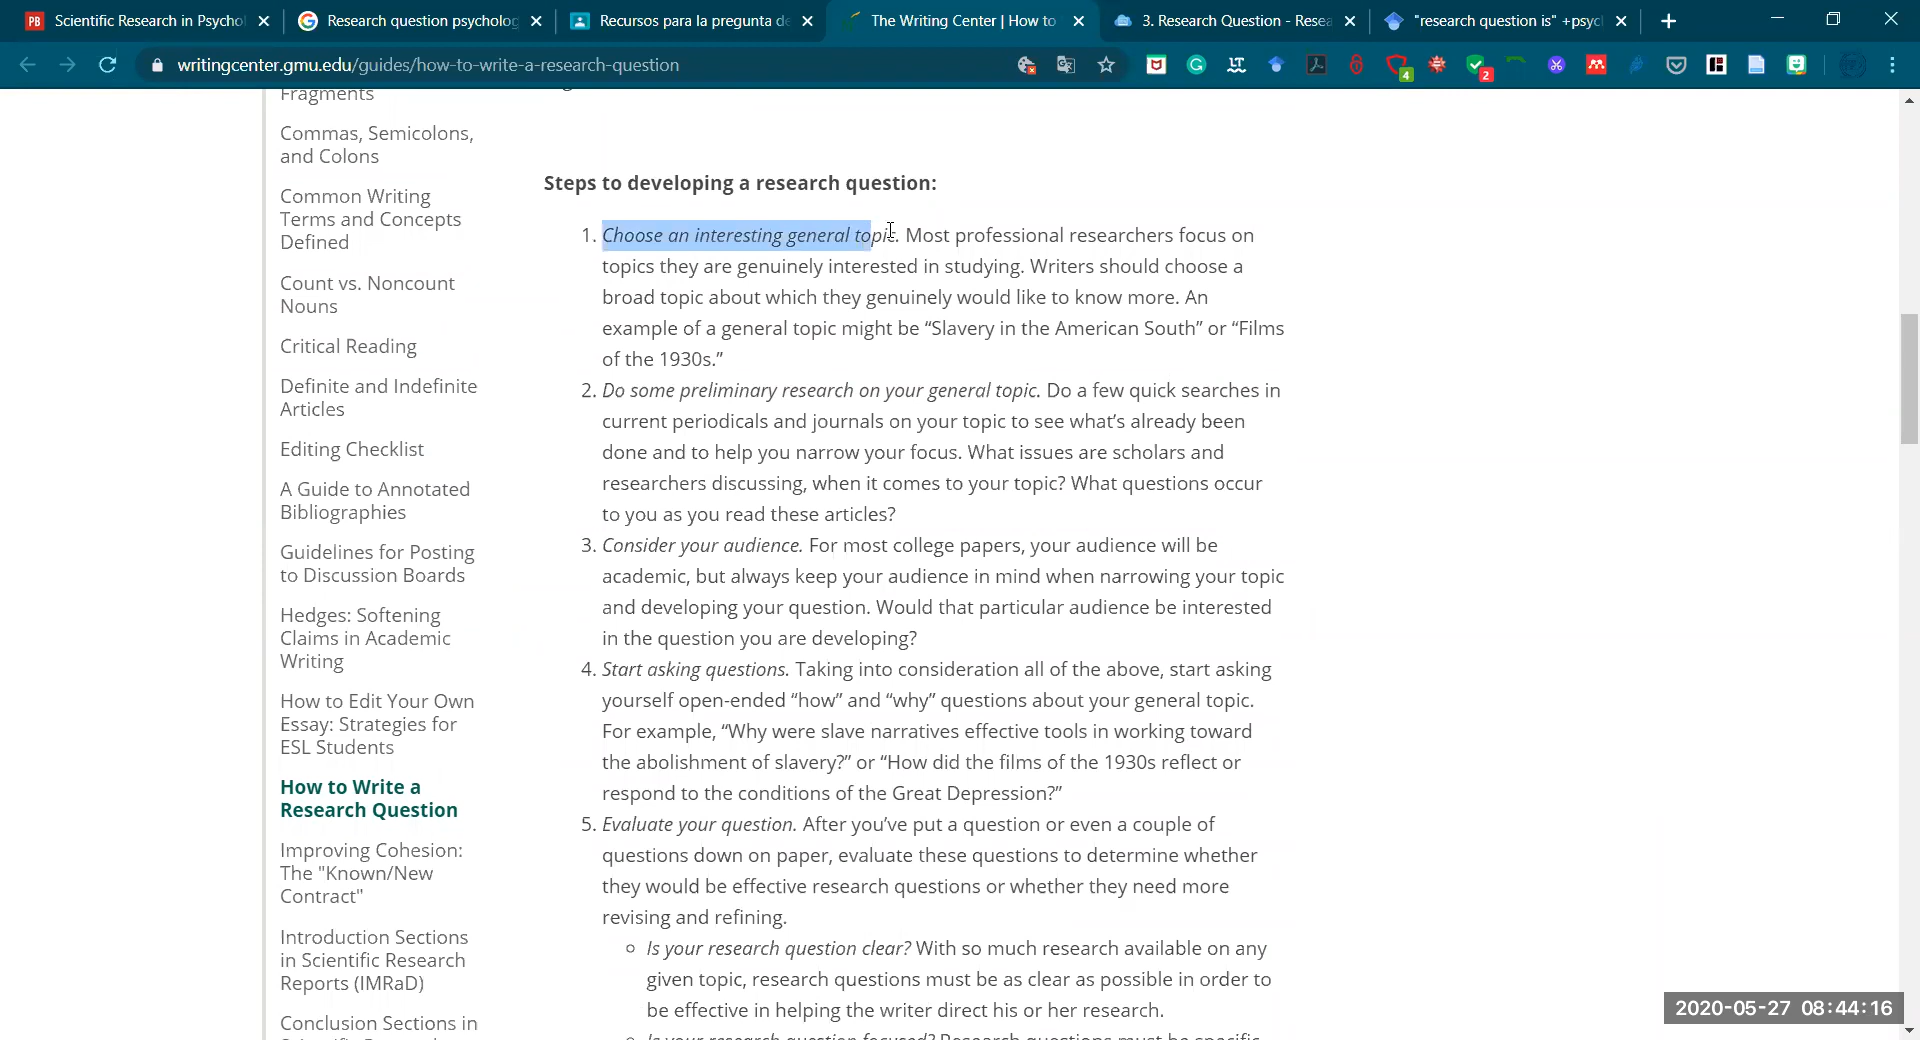 Scientific Research in Psychol
Research question psycholog
Recursos para la pregunta de
The Writing Center | How to
3. Research Question - Resea
"research question is" +psyc
writingcenter.gmu.edu/guides/how-to-write-a-research-question
4
2
Fragments
Commas, Semicolons,
and Colons
Common Writing
Terms and Concepts
Defined
Count vs. Noncount
Nouns
Critical Reading
Definite and Indefinite
Articles
Editing Checklist
A Guide to Annotated
Bibliographies
Guidelines for Posting
to Discussion Boards
Hedges: Softening
Claims in Academic
Writing
How to Edit Your Own
Essay: Strategies for
ESL Students
How to Write a
Research Question
Improving Cohesion:
The "Known/New
Contract"
Introduction Sections
in Scientific Research
Reports (IMRaD)
Conclusion Sections in
Steps to developing a research question:
1. Choose an interesting general topic. Most professional researchers focus on
topics they are genuinely interested in studying. Writers should choose a
broad topic about which they genuinely would like to know more. An
example of a general topic might be “Slavery in the American South” or “Films
of the 1930s.”
2. Do some preliminary research on your general topic. Do a few quick searches in
current periodicals and journals on your topic to see what’s already been
done and to help you narrow your focus. What issues are scholars and
researchers discussing, when it comes to your topic? What questions occur
to you as you read these articles?
3. Consider your audience. For most college papers, your audience will be
academic, but always keep your audience in mind when narrowing your topic
and developing your question. Would that particular audience be interested
in the question you are developing?
4. Start asking questions. Taking into consideration all of the above, start asking
yourself open-ended “how” and “why” questions about your general topic.
For example, “Why were slave narratives effective tools in working toward
the abolishment of slavery?” or “How did the films of the 1930s reflect or
respond to the conditions of the Great Depression?”
5. Evaluate your question. After you’ve put a question or even a couple of
questions down on paper, evaluate these questions to determine whether
they would be effective research questions or whether they need more
revising and refining.
Is your research question clear? With so much research available on any
given topic, research questions must be as clear as possible in order to
be effective in helping the writer direct his or her research.
Is your research question focused? Research questions must be specific
2020-05-27 08:44:16